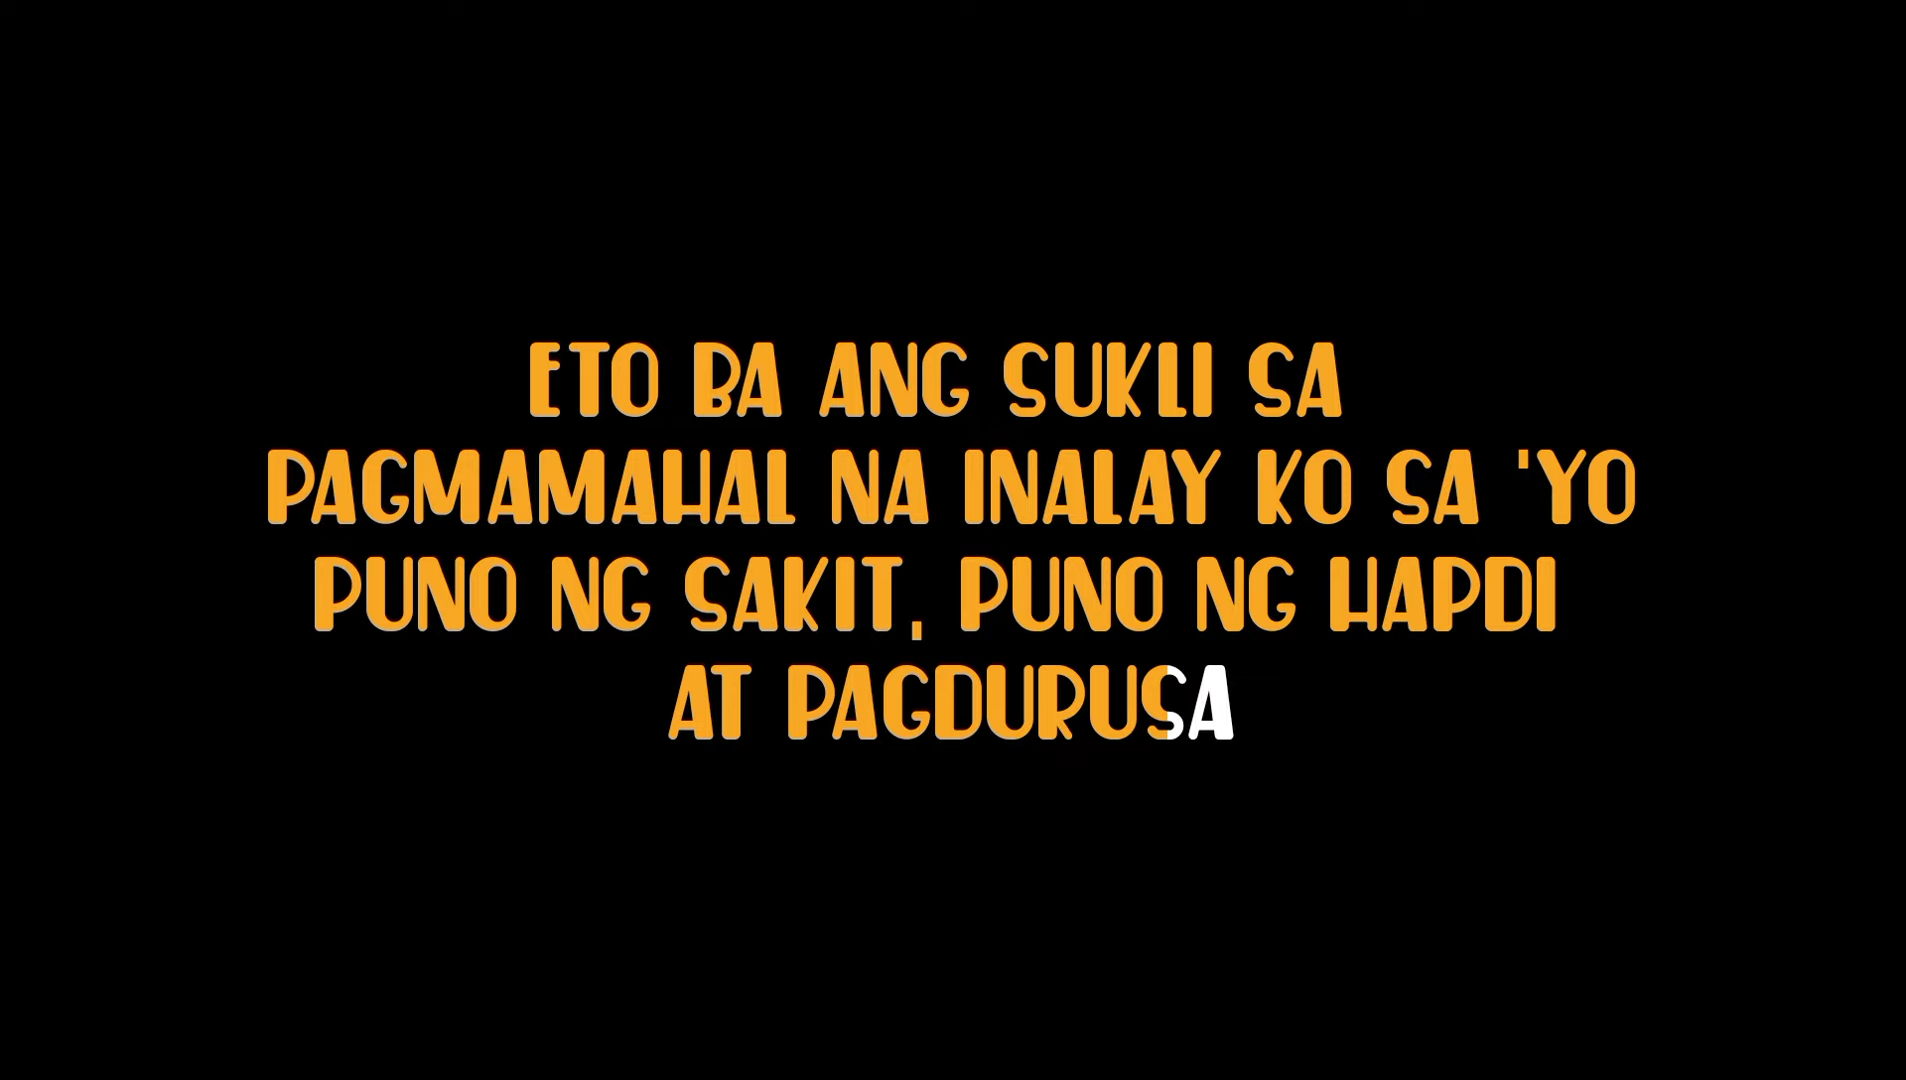 ETO BA ANG SUKLI SA
PAGMAMAHAL NA INALAY KO SA 'YO
PUNO NG SAKIT, PUNO NG HAPDI
AT PAGDURUSA